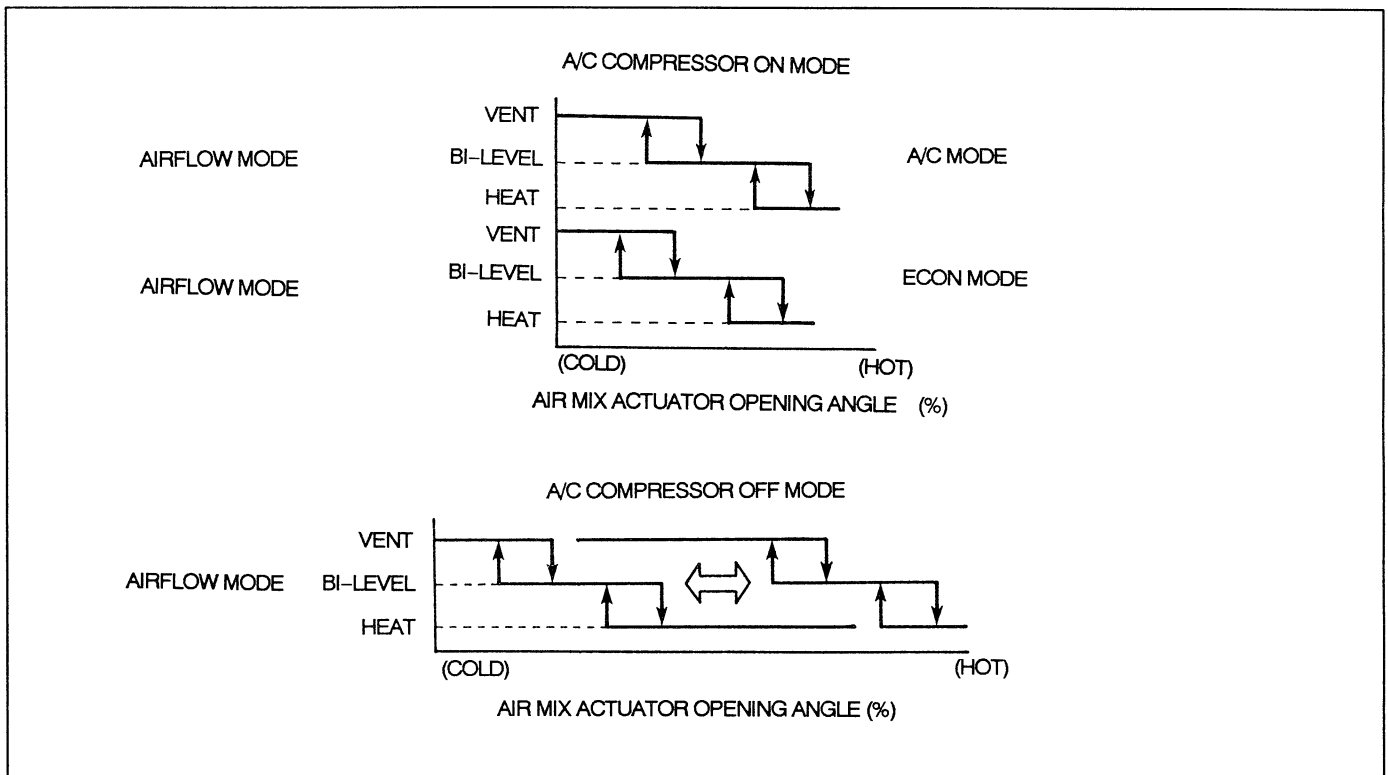 A/C COMPRESSOR ON MODE
VENT
AIRFLOW MODE
BI-LEVEL
A/C MODE
HEAT
VENT
BI-LEVEL
ECON MODE
AIRFLOW MODE
HEAT
(COLD)
(HOT)
AIR MIX ACTUATOR OPENING ANGLE (%)
A/C COMPRESSOR OFF MODE
VENT
AIRFLOW MODE
BI-LEVEL
HEAT
(COLD)
(HOT)
AIR MIX ACTUATOR OPENING ANGLE (%)